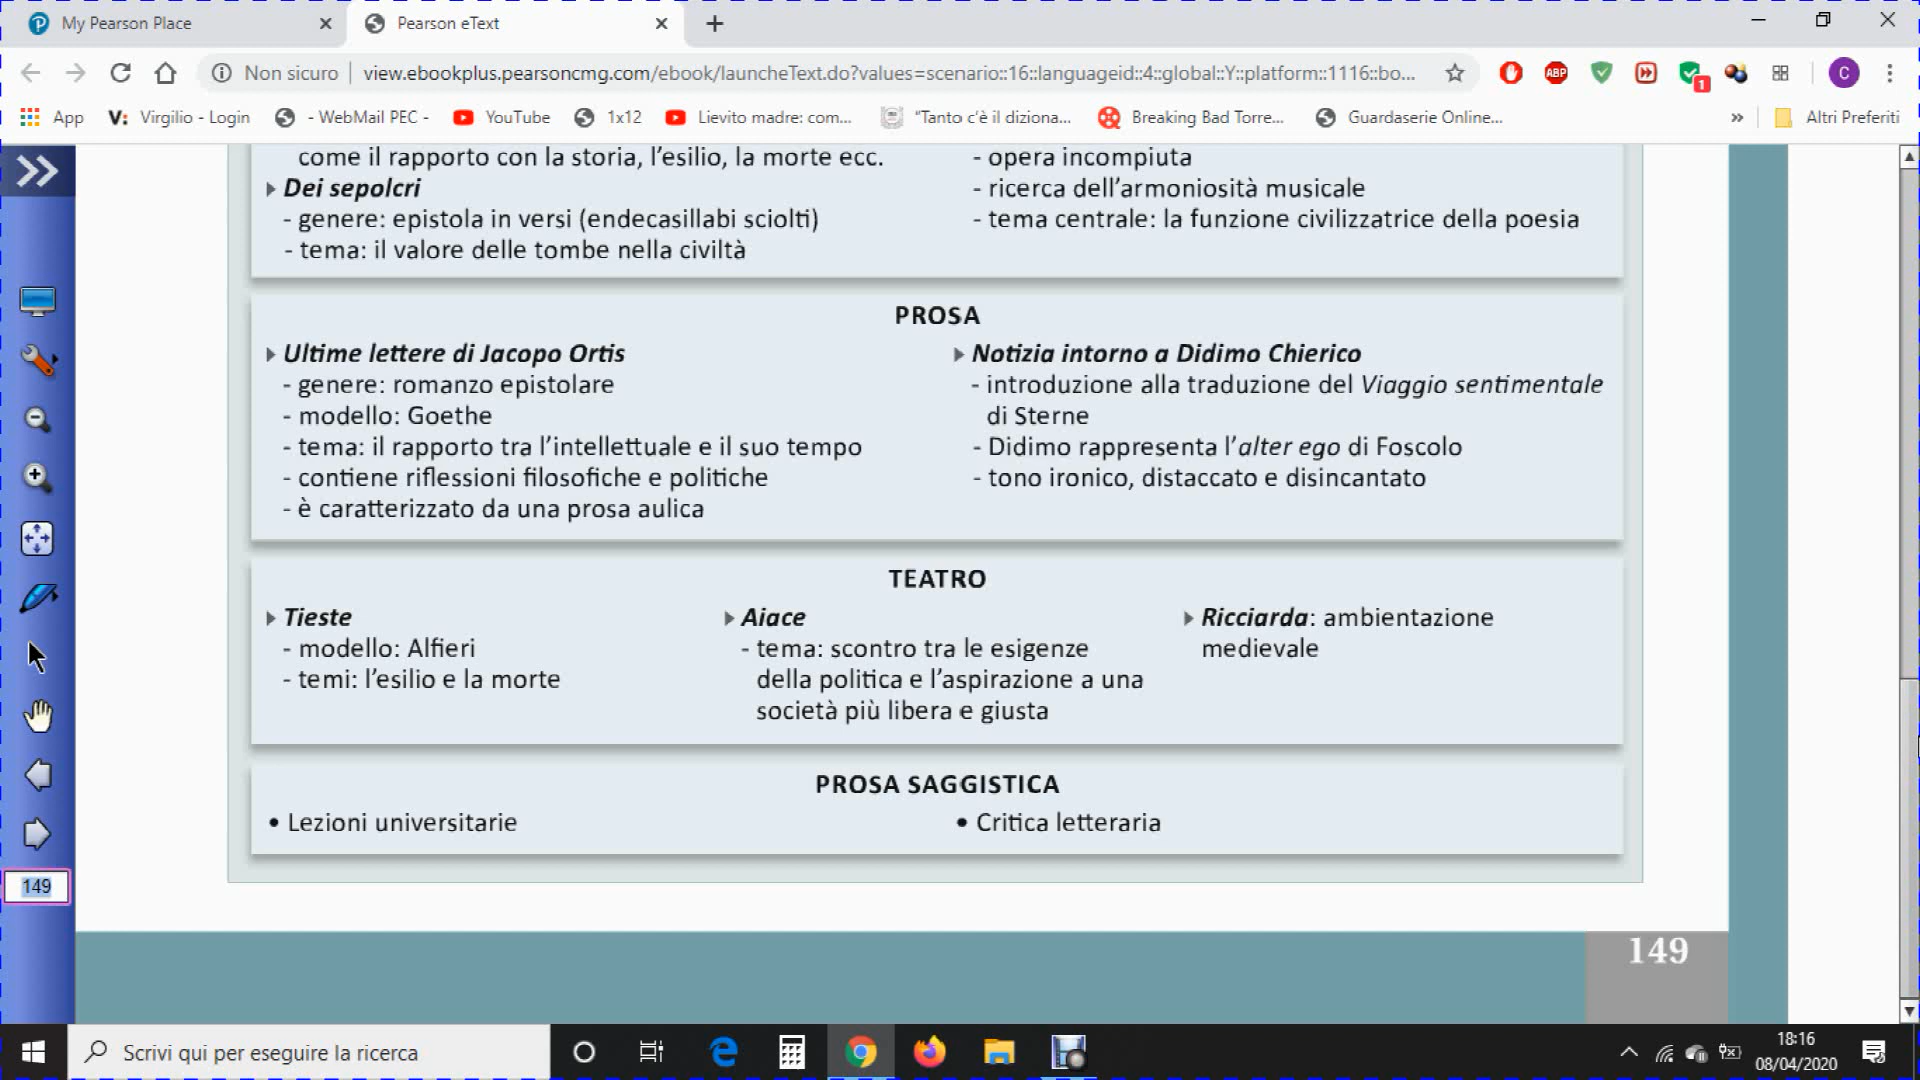 My Pearson Place
Pearson eText
Non sicuro
view.ebookplus.pearsoncmg.com/ebook/launcheText.do?values=scenario::16::languageid::4::global::Y::platform::1116::bo...
ABP
1
C
App
V: Virgilio - Login
- WebMail PEC -
YouTube
1x12
Lievito madre: com...
"Tanto c'è il diziona...
Breaking Bad Torre...
Guardaserie Online...
»
Altri Preferiti
come il rapporto con la storia, l'esilio, la morte ecc.
▸ Dei sepolcri
- genere: epistola in versi (endecasillabi sciolti)
- tema: il valore delle tombe nella civiltà
- opera incompiuta
- ricerca dell'armoniosità musicale
- tema centrale: la funzione civilizzatrice della poesia
PROSA
▸ Ultime lettere di Jacopo Ortis
- genere: romanzo epistolare
- modello: Goethe
- tema: il rapporto tra l'intellettuale e il suo tempo
- contiene riflessioni filosofiche e politiche
- è caratterizzato da una prosa aulica
▸ Notizia intorno a Didimo Chierico
- introduzione alla traduzione del Viaggio sentimentale
di Sterne
- Didimo rappresenta l'alter ego di Foscolo
- tono ironico, distaccato e disincantato
TEATRO
▸ Tieste
- modello: Alfieri
- temi: l'esilio e la morte
▸ Aiace
- tema: scontro tra le esigenze
della politica e l'aspirazione a una
società più libera e giusta
▸ Ricciarda: ambientazione
medievale
PROSA SAGGISTICA
• Lezioni universitarie
• Critica letteraria
149
149
Scrivi qui per eseguire la ricerca
18:16
08/04/2020